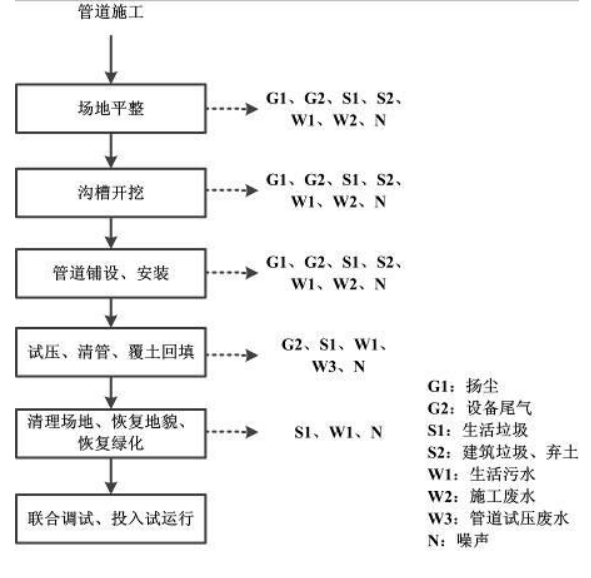 管道施工
场地平整
G1、G2、S1、S2、
W1、W2、N
沟槽开挖
G1、G2、S1、S2、
W1、W2、N
管道铺设、安装
G1、G2、S1、S2、
W1、W2、N
试压、清管、覆土回填
G2、S1、W1、
W3、N
清理场地、恢复地貌、
恢复绿化
S1、W1、N
联合调试、投入试运行
G1：扬尘
G2：设备尾气
S1：生活垃圾
S2：建筑垃圾、弃土
W1：生活污水
W2：施工废水
W3：管道试压废水
N：噪声